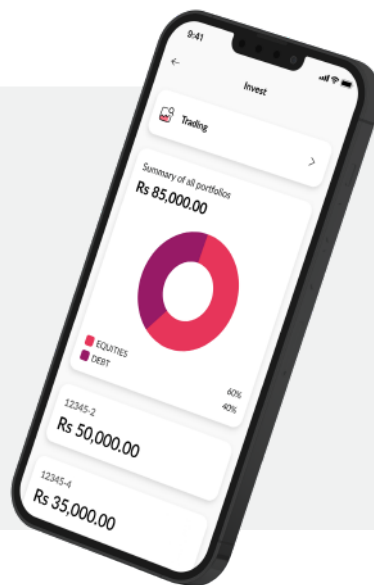 9:41
Invest
Trading
Summary of all portfolios
Rs 85,000.00
EQUITIES 60%
DEBT 40%
12345-2
Rs 50,000.00
12345-4
Rs 35,000.00